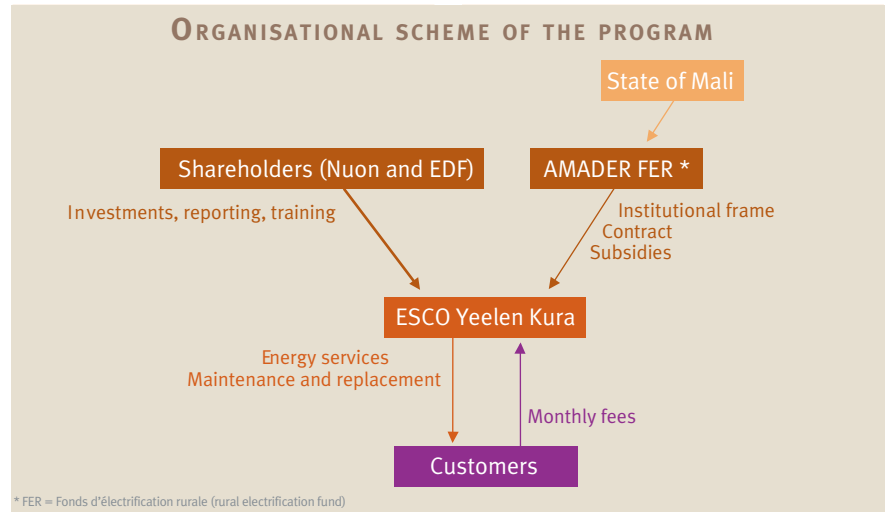 ORGANISATIONAL SCHEME OF THE PROGRAM
State of Mali
Shareholders (Nuon and EDF)
AMADER FER *
Investments, reporting, training
Institutional frame
Contract
Subsidies
ESCO Yeelen Kura
Energy services
Maintenance and replacement
Monthly fees
Customers
* FER = Fonds d'électrification rurale (rural electrification fund)